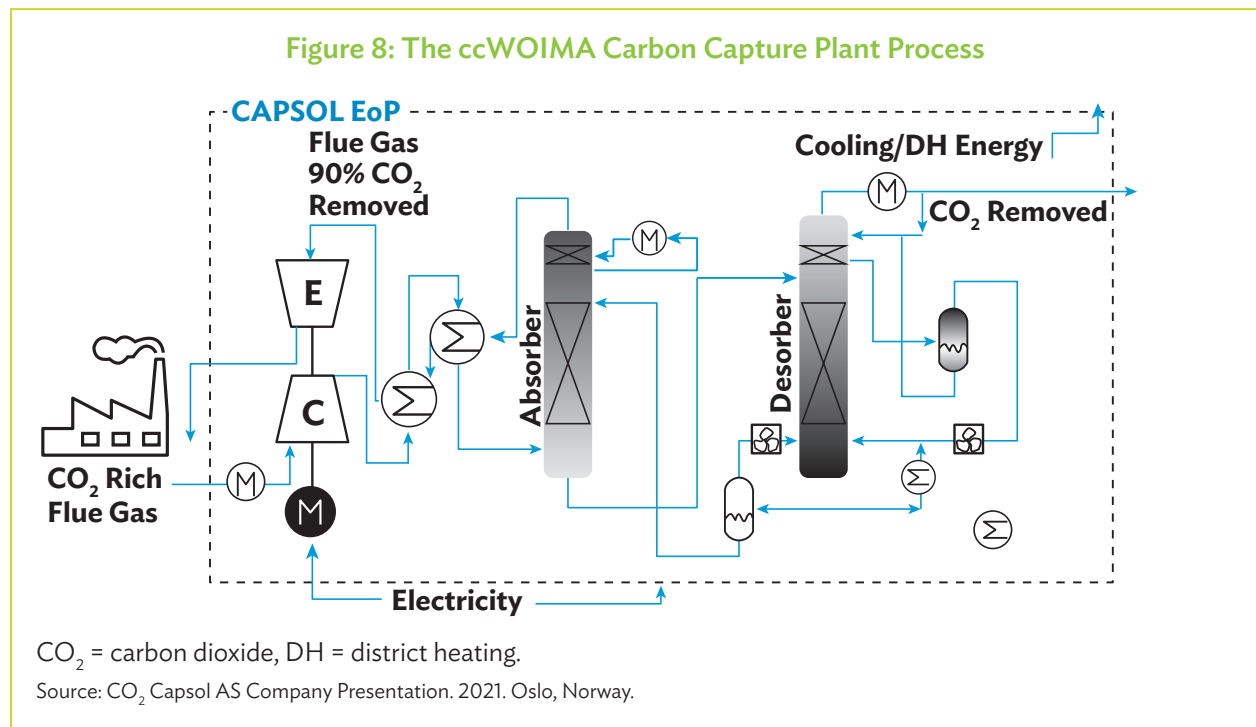 Figure 8: The ccWOIMA Carbon Capture Plant Process
CAPSOL EoP
Flue Gas
90% CO₂
Removed
Cooling/DH Energy
M
CO₂ Removed
M
E
Σ
Absorber
Desorber
C
Σ
CO₂ Rich
Flue Gas
M
M
Σ
Σ
Electricity
CO₂ = carbon dioxide, DH = district heating.
Source: CO₂ Capsol AS Company Presentation. 2021. Oslo, Norway.